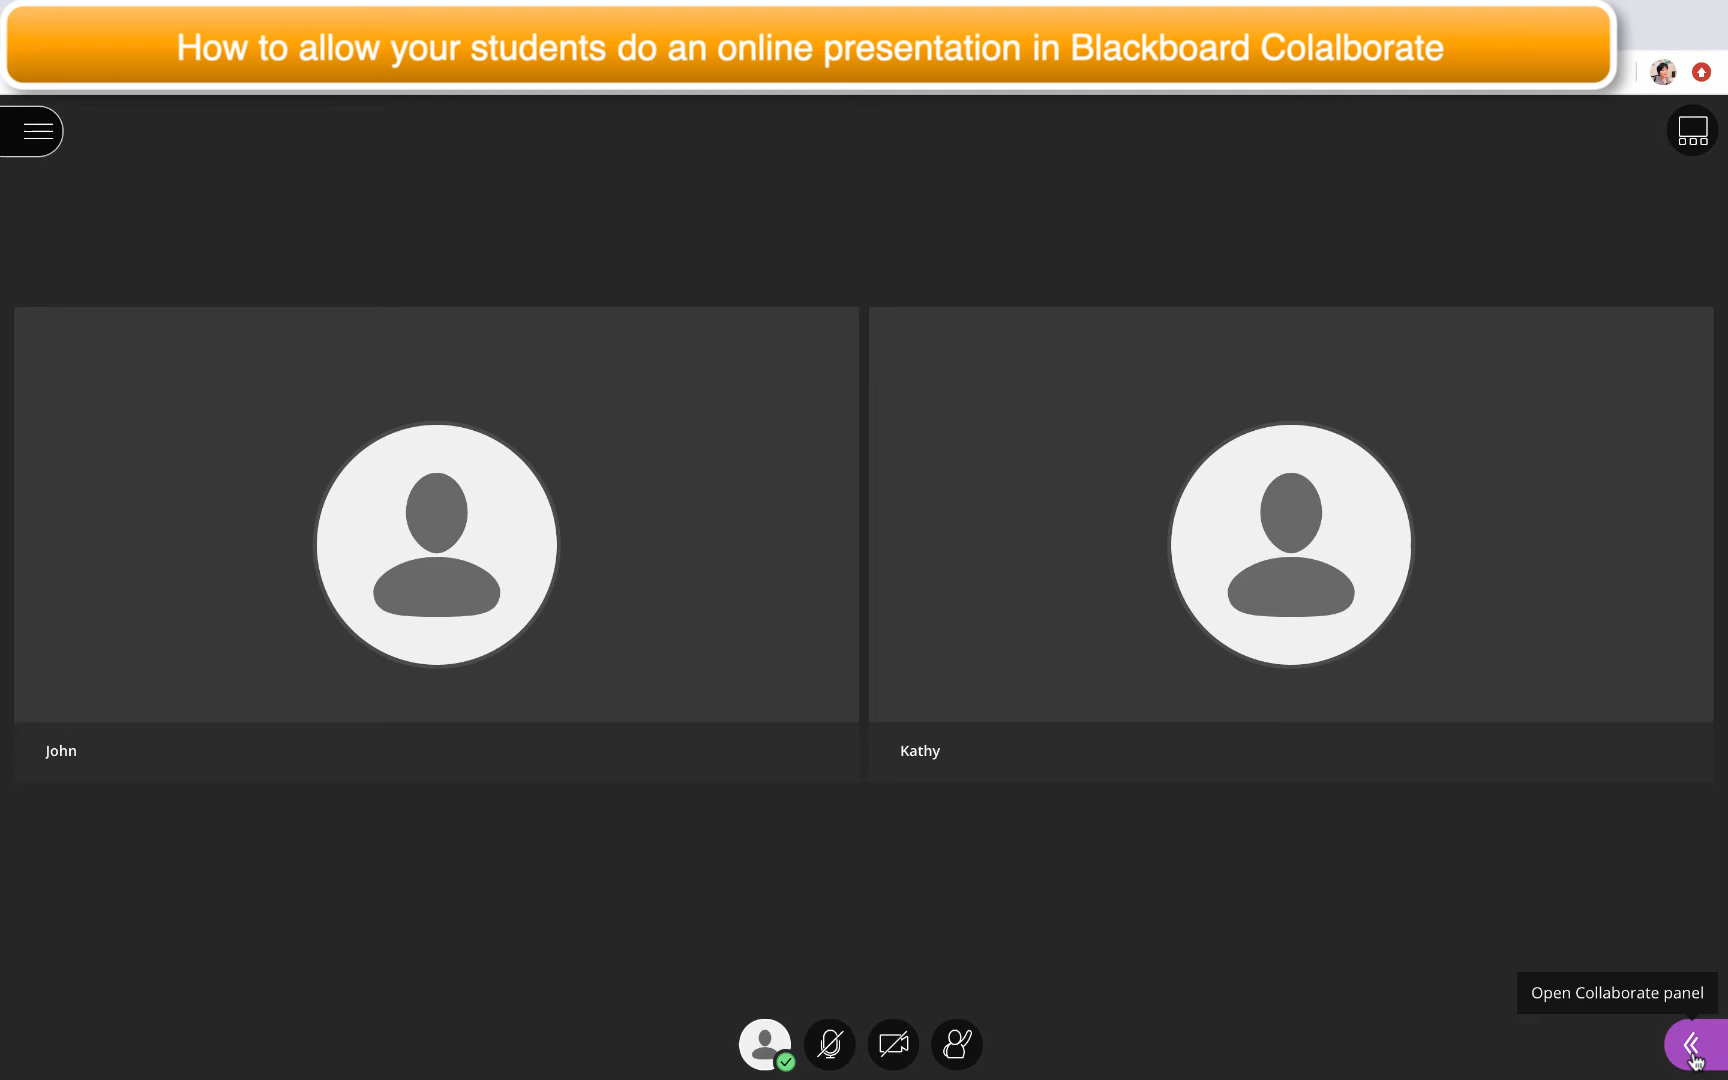 How to allow your students do an online presentation in Blackboard Colalborate
John
Kathy
Open Collaborate panel